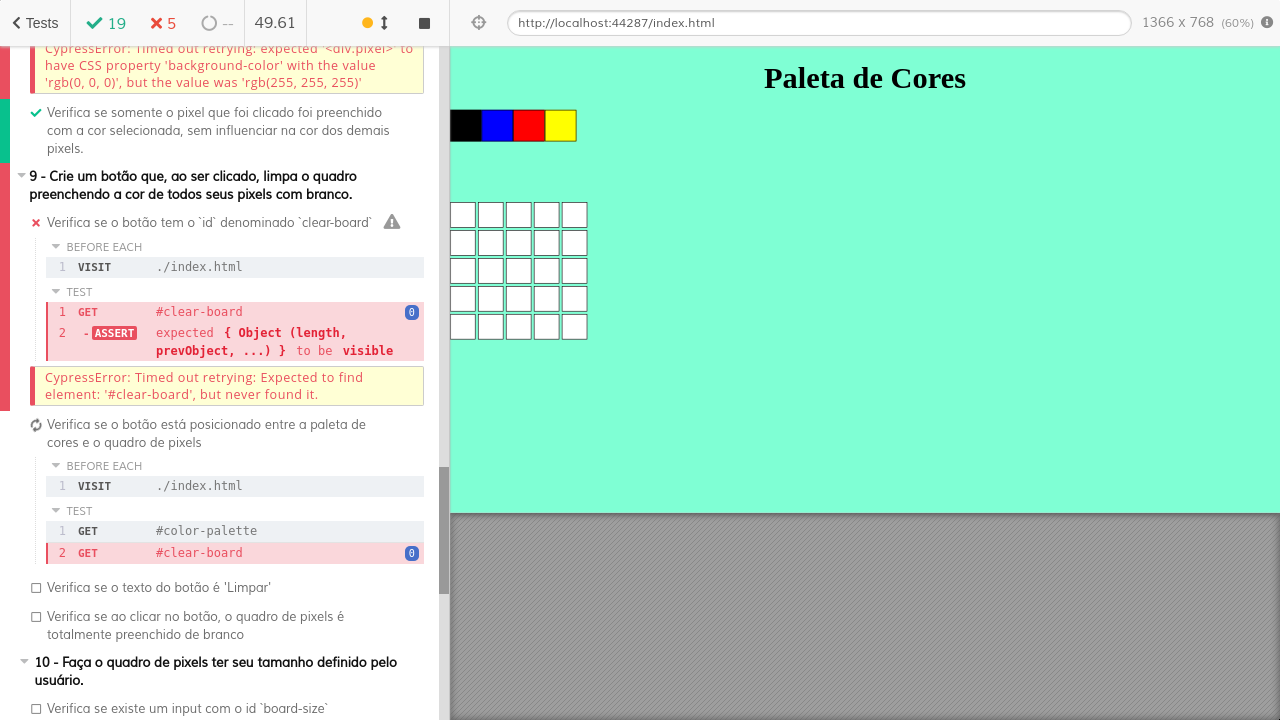 Tests
19
5
--
49.61
http://localhost:44287/index.html
1366 x 768 (60%)
CypressError: Timed out retrying: expected '<div.pixel>' to
have CSS property 'background-color' with the value
'rgb(0, 0, 0)', but the value was 'rgb(255, 255, 255)'
Verifica se somente o pixel que foi clicado foi preenchido
com a cor selecionada, sem influenciar na cor dos demais
pixels.
9 - Crie um botão que, ao ser clicado, limpa o quadro
preenchendo a cor de todos seus pixels com branco.
Verifica se o botão tem o `id` denominado `clear-board`
BEFORE EACH
1 VISIT ./index.html
TEST
1 GET #clear-board 0
2 -ASSERT expected { Object (length,
prevObject, ...) } to be visible
CypressError: Timed out retrying: Expected to find
element: '#clear-board', but never found it.
Verifica se o botão está posicionado entre a paleta de
cores e o quadro de pixels
BEFORE EACH
1 VISIT ./index.html
TEST
1 GET #color-palette
2 GET #clear-board 0
Verifica se o texto do botão é 'Limpar'
Verifica se ao clicar no botão, o quadro de pixels é
totalmente preenchido de branco
10 - Faça o quadro de pixels ter seu tamanho definido pelo
usuário.
Verifica se existe um input com o id `board-size`
Paleta de Cores